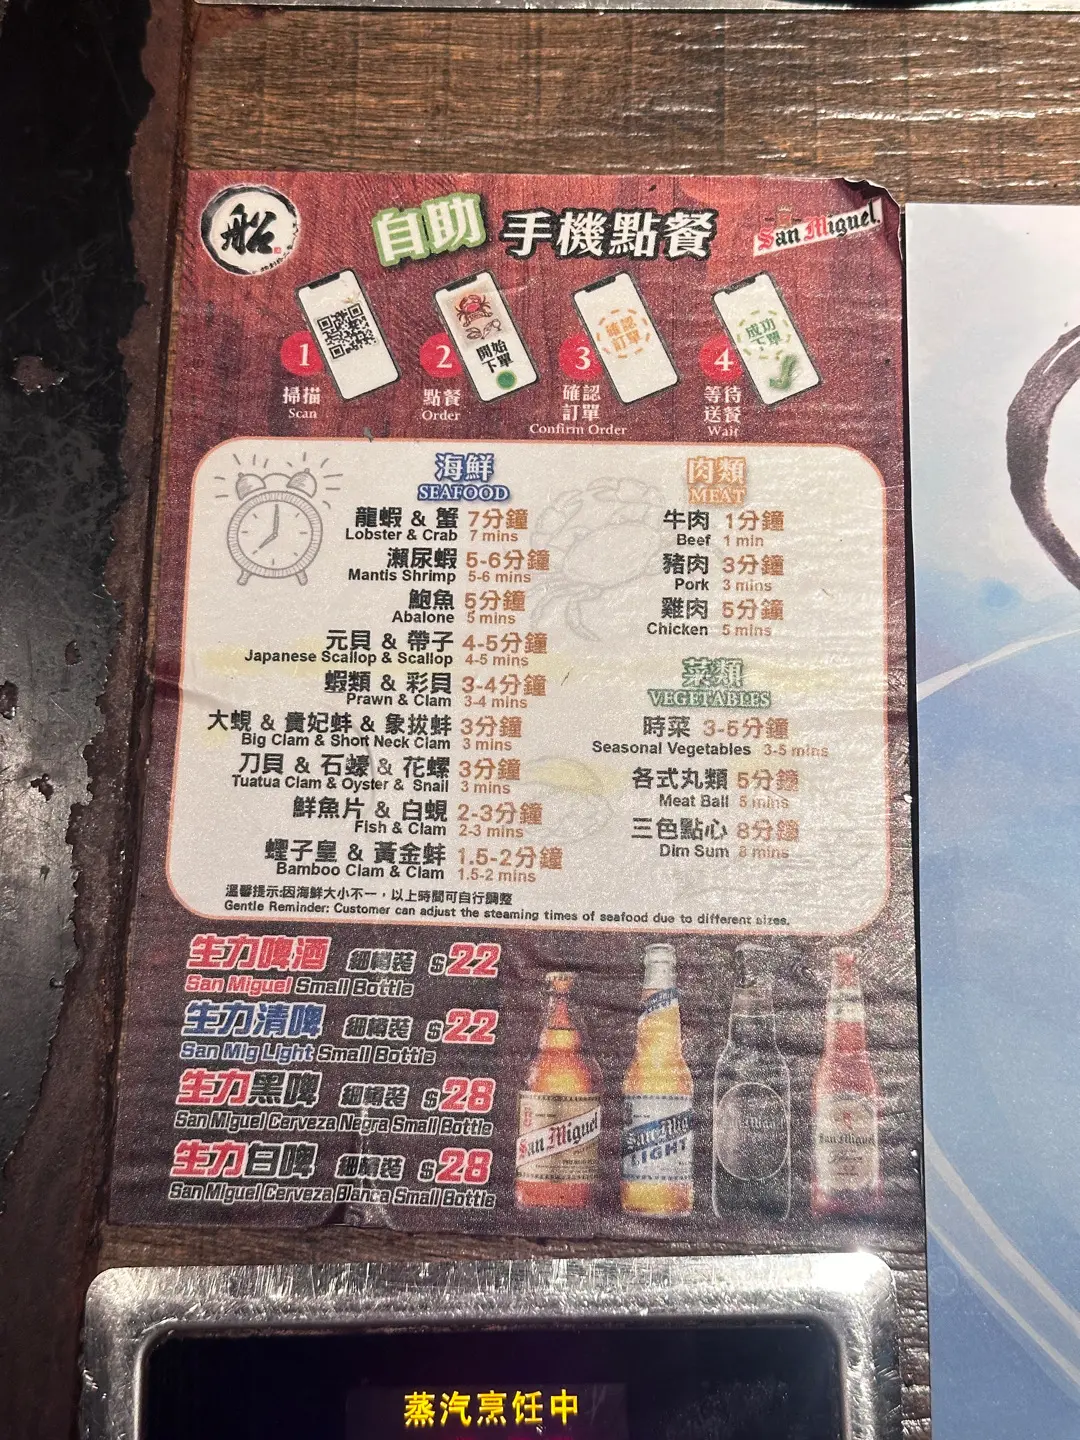 船
自助 手機點餐
San Miguel
1
掃描
Scan
2
點餐
Order
開始
下單
3
確認
訂單
Confirm Order
確認
訂單
4
等待
送餐
Wait
成功
下單
海鮮
SEAFOOD
龍蝦 & 蟹 7分鐘
Lobster & Crab 7 mins
瀨尿蝦 5-6分鐘
Mantis Shrimp 5-6 mins
鮑魚 5分鐘
Abalone 5 mins
元貝 & 帶子 4-5分鐘
Japanese Scallop & Scallop 4-5 mins
蝦類 & 彩貝 3-4分鐘
Prawn & Clam 3-4 mins
大蜆 & 貴妃蚌 & 象拔蚌 3分鐘
Big Clam & Short Neck Clam 3 mins
刀貝 & 石蠔 & 花螺 3分鐘
Tuatua Clam & Oyster & Snail 3 mins
鮮魚片 & 白蜆 2-3分鐘
Fish & Clam 2-3 mins
蟶子皇 & 黃金蚌 1.5-2分鐘
Bamboo Clam & Clam 1.5-2 mins
肉類
MEAT
牛肉 1分鐘
Beef 1 min
豬肉 3分鐘
Pork 3 mins
雞肉 5分鐘
Chicken 5 mins
菜類
VEGETABLES
時菜 3-5分鐘
Seasonal Vegetables 3-5 mins
各式丸類 5分鐘
Meat Ball 5 mins
三色點心 8分鐘
Dim Sum 8 mins
溫馨提示:因海鮮大小不一，以上時間可自行調整
Gentle Reminder: Customer can adjust the steaming times of seafood due to different sizes.
生力啤酒 細樽裝 $22
San Miguel Small Bottle
生力清啤 細樽裝 $22
San Mig Light Small Bottle
生力黑啤 細樽裝 $28
San Miguel Cerveza Negra Small Bottle
生力白啤 細樽裝 $28
San Miguel Cerveza Blanca Small Bottle
San Miguel
San Mig
LIGHT
San Miguel
蒸汽烹饪中